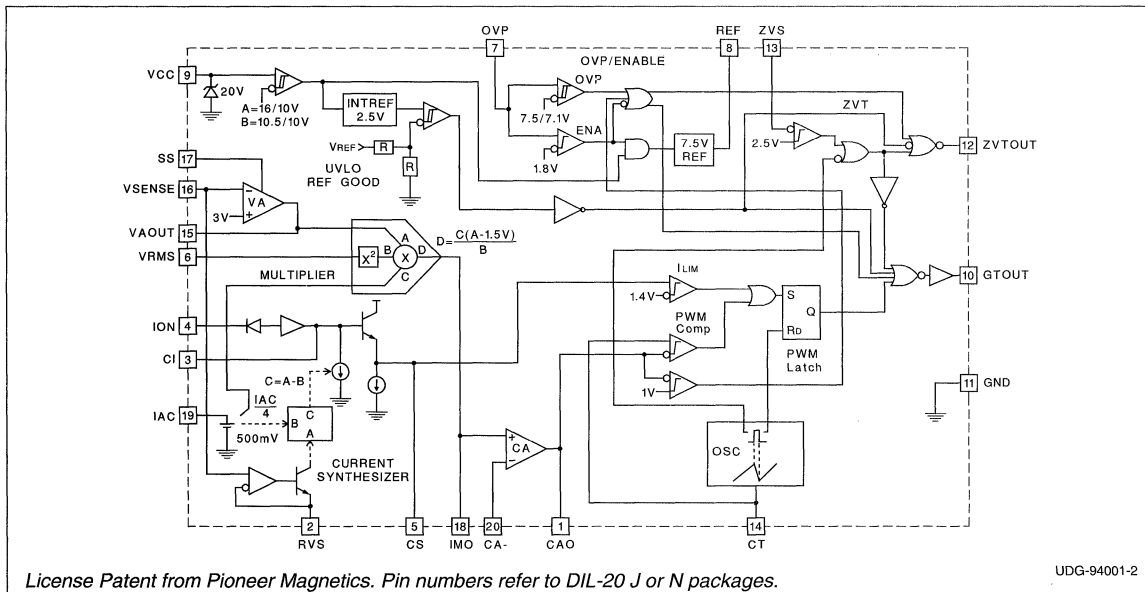 OVP
REF
ZVS
7
8
13
OVP/ENABLE
VCC 9
20V
A=16/10V
B=10.5/10V
INTREF
2.5V
OVP
7.5/7.1V
ENA
1.8V
7.5V
REF
ZVT
2.5V
12 ZVTOUT
VREF
R
R
UVLO
REF GOOD
SS
17
VSENSE 16
VA
3V
VAOUT 15
VRMS
6
X²
A
B
X
D
C
D=C(A-1.5V)
B
MULTIPLIER
ILIM
1.4V
S
Q
RD
10 GTOUT
ION 4
PWM
Comp
PWM
Latch
CI
3
C=A-B
1V
11 GND
IAC 19
IAC
4
500mV
C
B
A
CURRENT
SYNTHESIZER
CA
OSC
2
5
18
20
1
14
RVS
CS
IMO
CA-
CAO
CT
License Patent from Pioneer Magnetics. Pin numbers refer to DIL-20 J or N packages.
UDG-94001-2